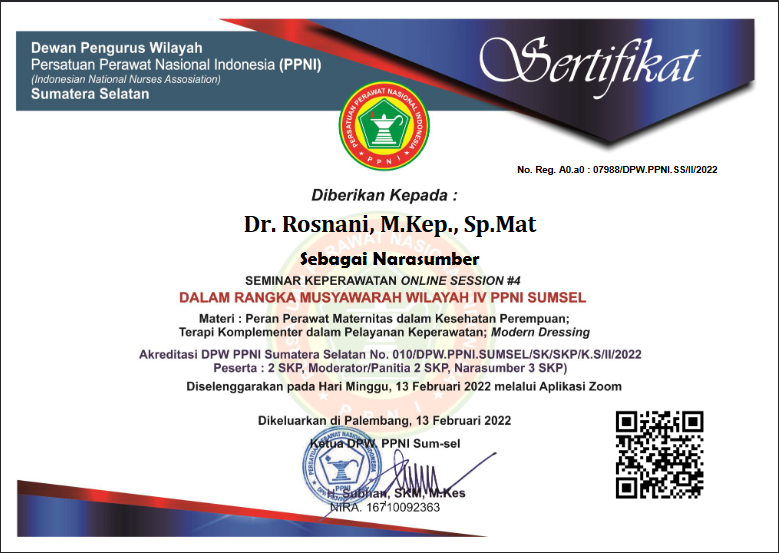 Dewan Pengurus Wilayah
Persatuan Perawat Nasional Indonesia (PPNI)
(Indonesian National Nurses Assosiation)
Sumatera Selatan
Sertifikat
PERSATUAN PERAWAT NASIONAL INDONESIA
PPNI
No. Reg. A0.a0 : 07988/DPW.PPNI.SS/II/2022
Diberikan Kepada :
Dr. Rosnani, M.Kep., Sp.Mat
Sebagai Narasumber
SEMINAR KEPERAWATAN ONLINE SESSION #4
DALAM RANGKA MUSYAWARAH WILAYAH IV PPNI SUMSEL
Materi : Peran Perawat Maternitas dalam Kesehatan Perempuan;
Terapi Komplementer dalam Pelayanan Keperawatan; Modern Dressing
Akreditasi DPW PPNI Sumatera Selatan No. 010/DPW.PPNI.SUMSEL/SK/SKP/K.S/II/2022
Peserta : 2 SKP, Moderator/Panitia 2 SKP, Narasumber 3 SKP)
Diselenggarakan pada Hari Minggu, 13 Februari 2022 melalui Aplikasi Zoom
Dikeluarkan di Palembang, 13 Februari 2022
Ketua DPW. PPNI Sum-sel
PPNI
H. Subhan, SKM, M.Kes
NIRA. 16710092363